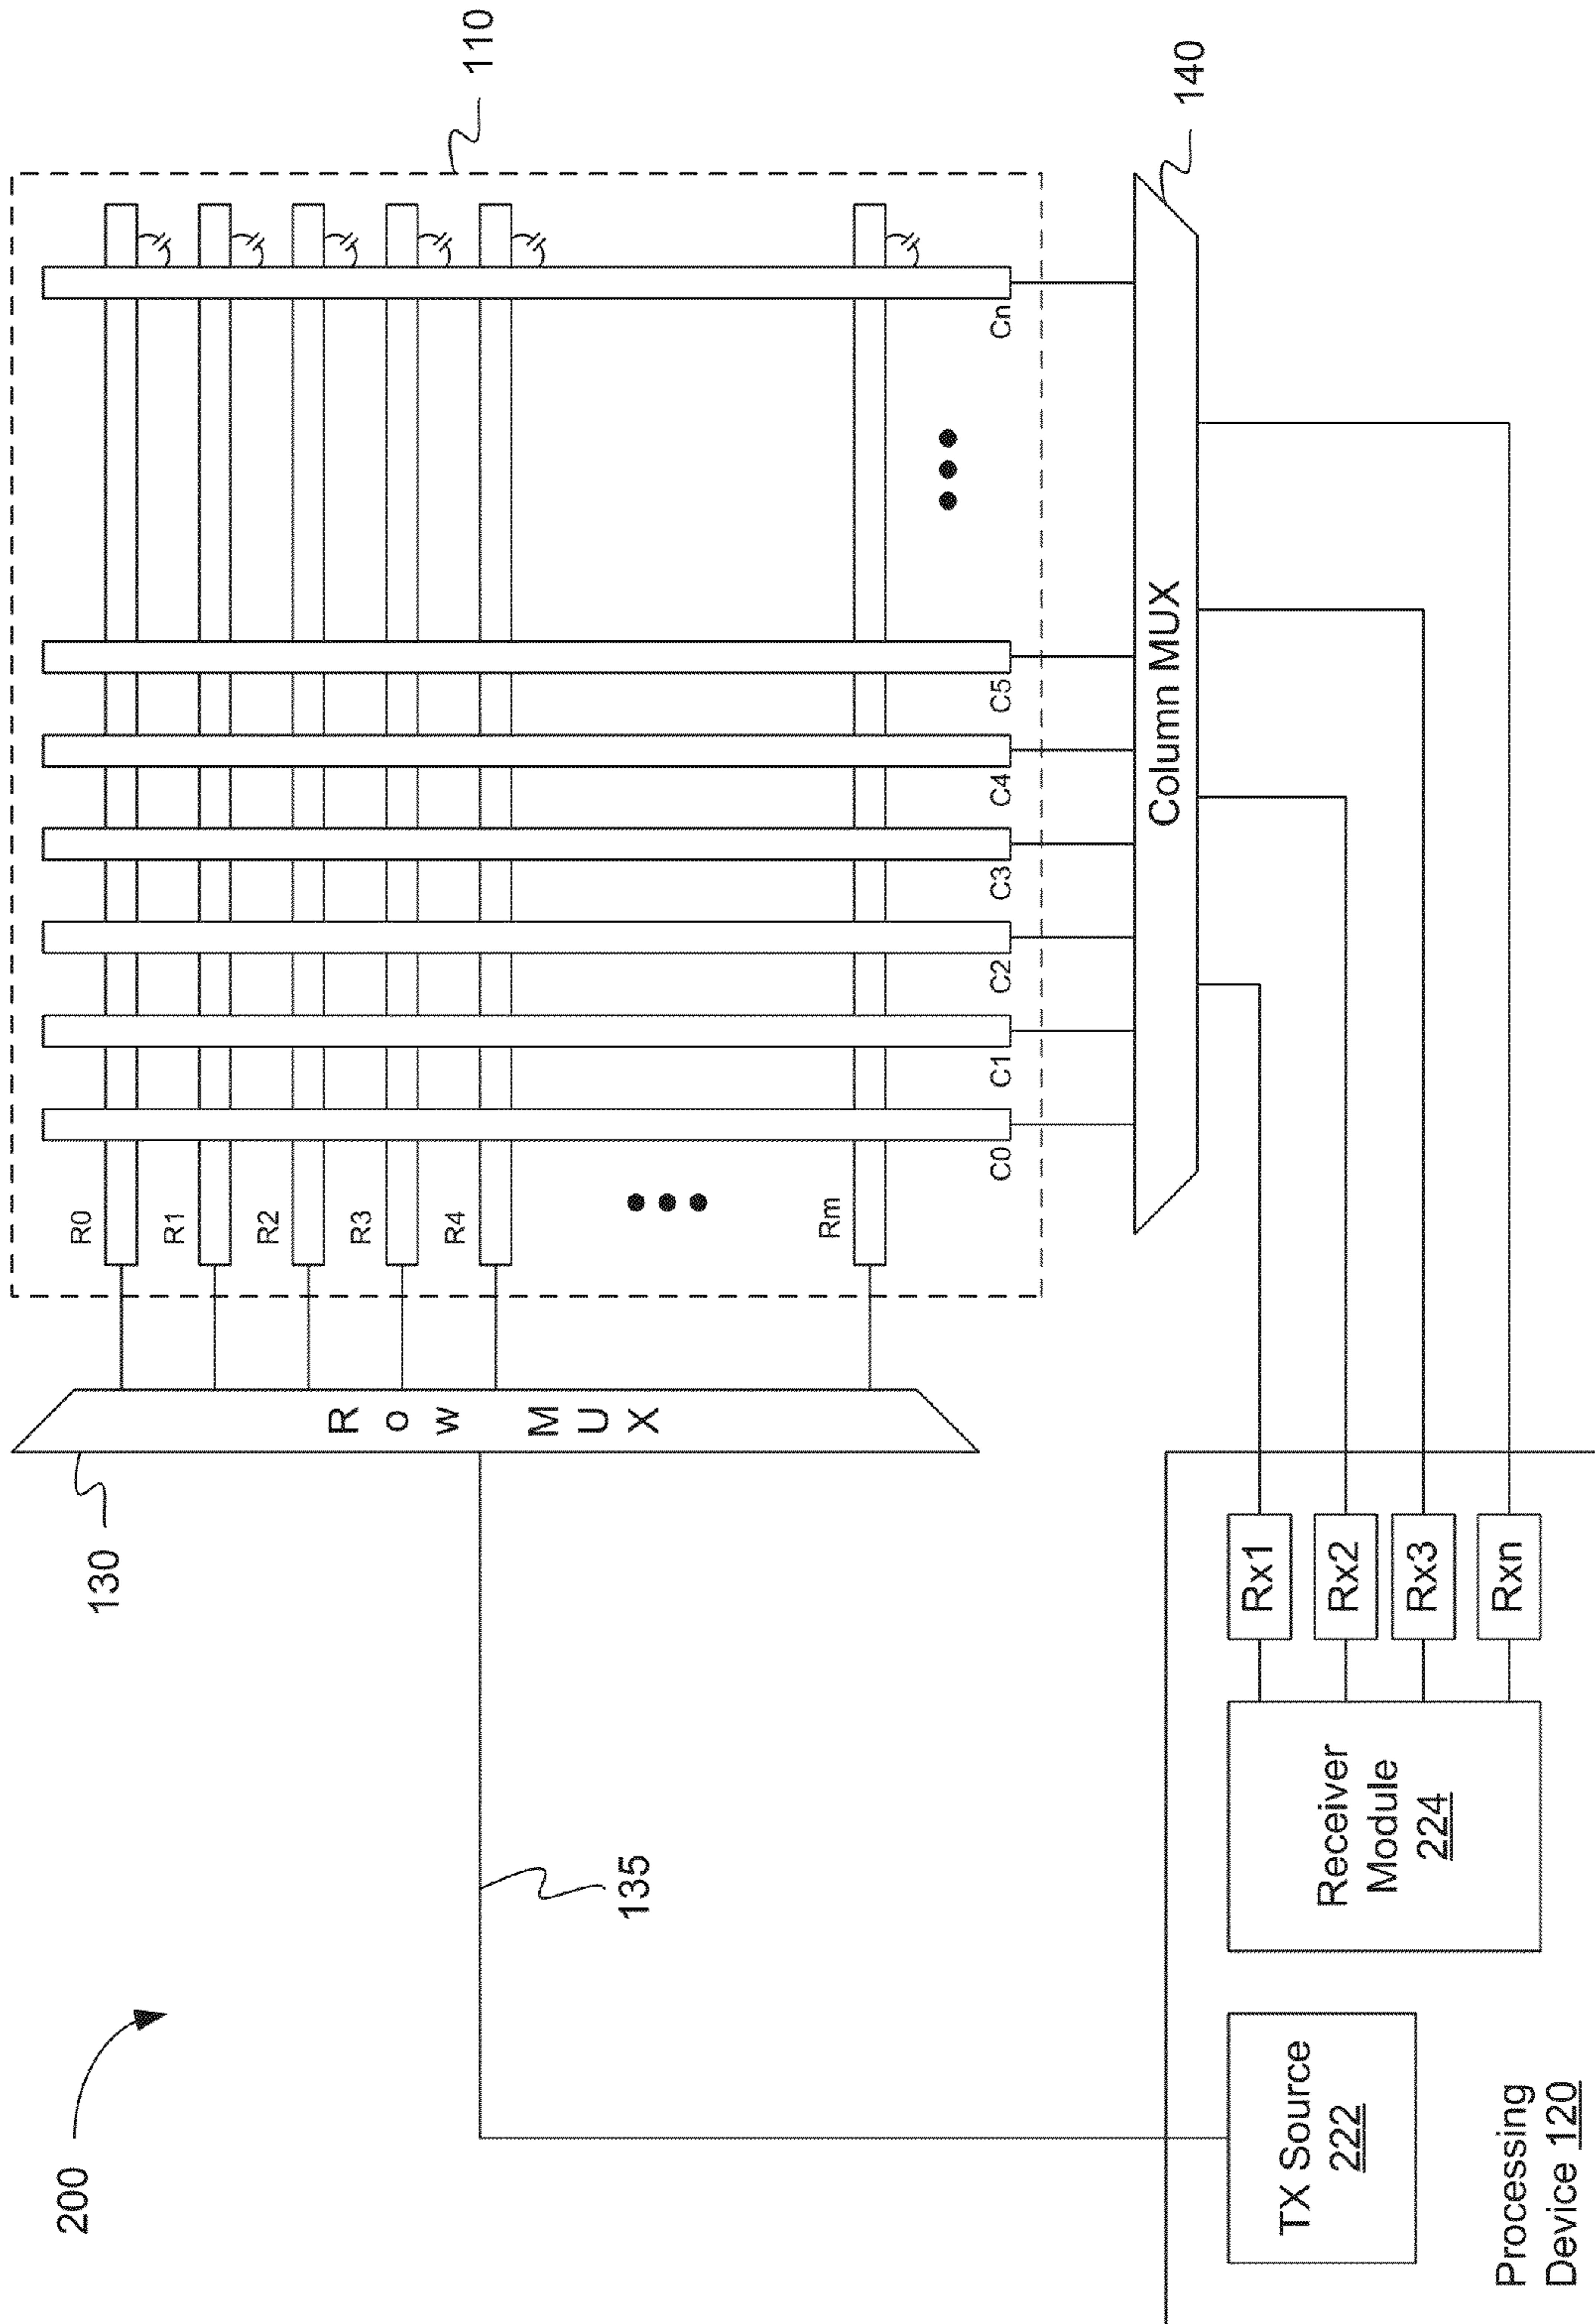 200
110
R0
R1
R2
R3
R4
Rm
C0
C1
C2
C3
C4
C5
Cn
Row MUX
130
135
Column MUX
140
TX Source
222
Receiver
Module
224
Rx1
Rx2
Rx3
Rxn
Processing
Device 120